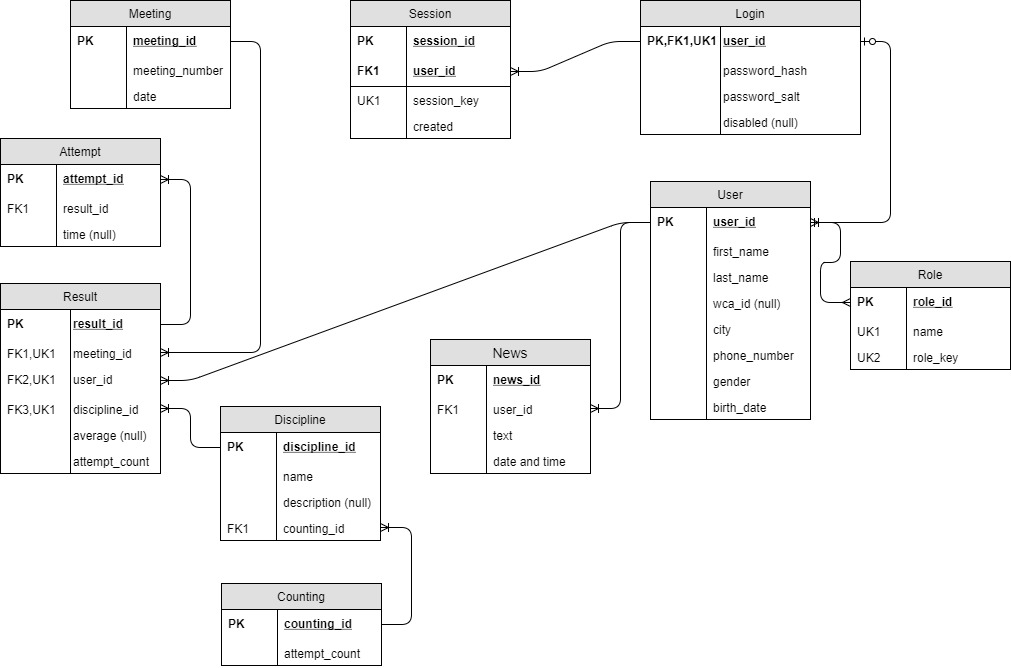 Meeting
PK meeting_id
meeting_number
date
Session
PK session_id
FK1 user_id
UK1 session_key
created
Login
PK,FK1,UK1 user_id
password_hash
password_salt
disabled (null)
Attempt
PK attempt_id
FK1 result_id
time (null)
User
PK user_id
first_name
last_name
wca_id (null)
city
phone_number
gender
birth_date
Role
PK role_id
UK1 name
UK2 role_key
Result
PK result_id
FK1,UK1 meeting_id
FK2,UK1 user_id
FK3,UK1 discipline_id
average (null)
attempt_count
News
PK news_id
FK1 user_id
text
date and time
Discipline
PK discipline_id
name
description (null)
FK1 counting_id
Counting
PK counting_id
attempt_count